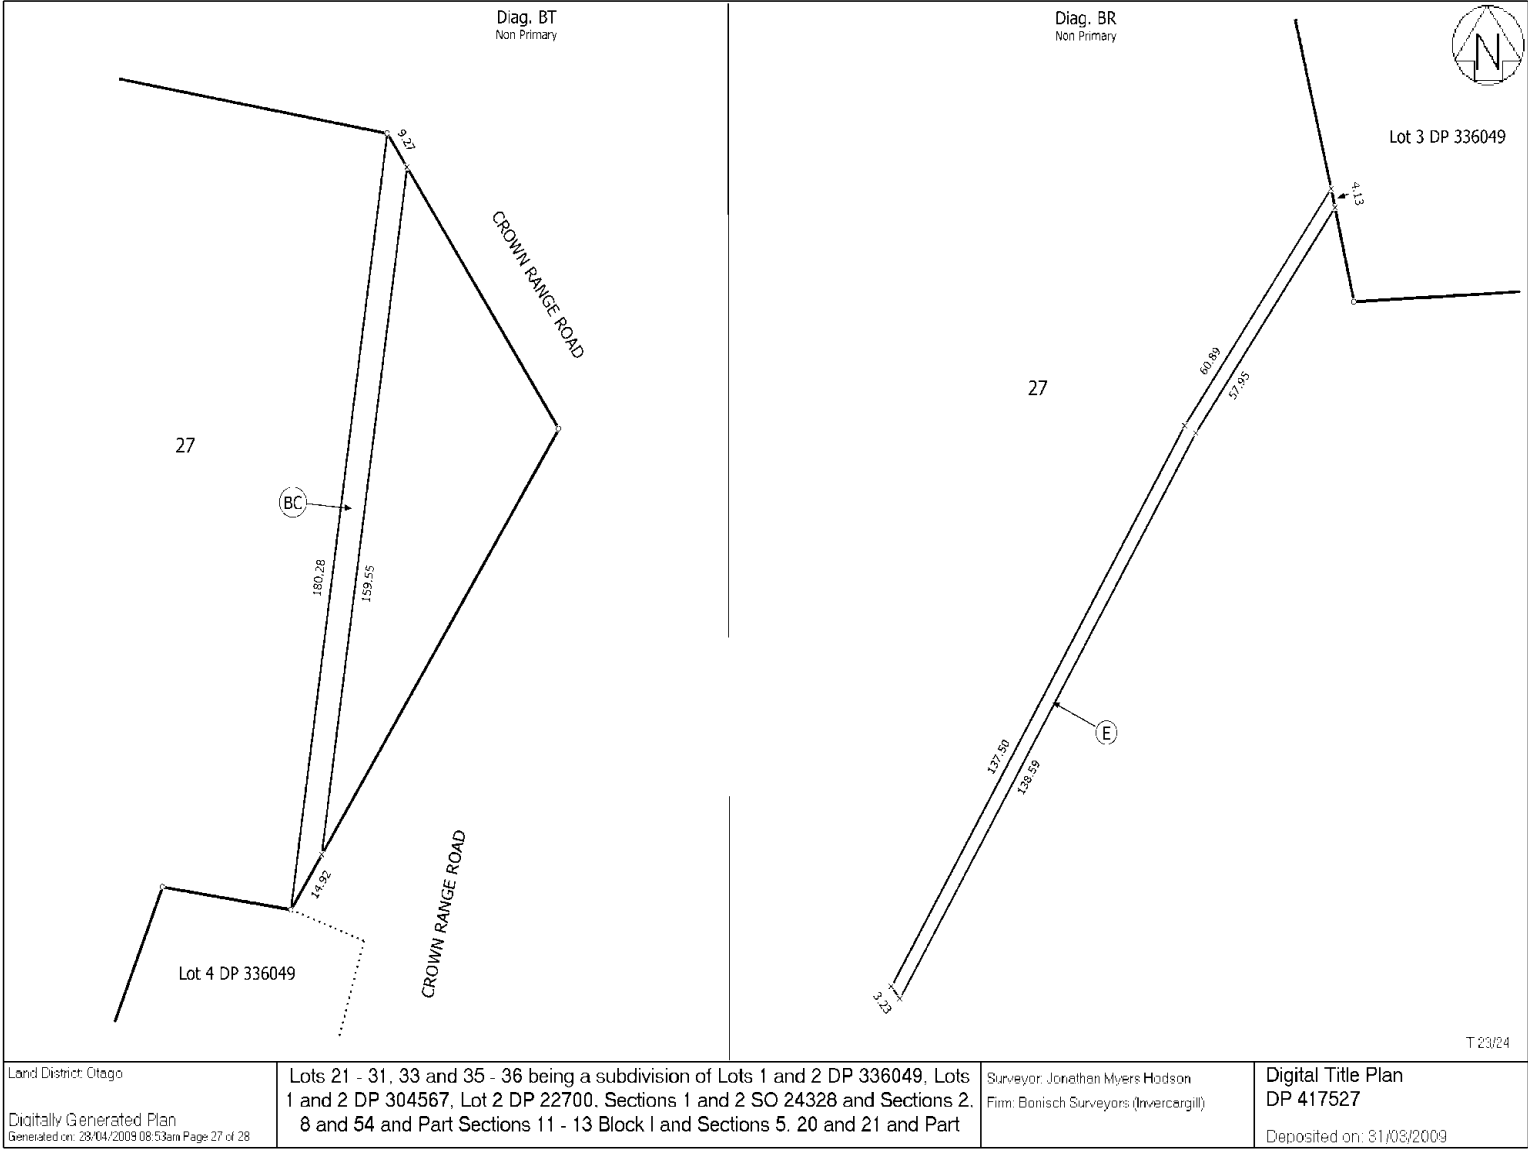 Diag. BT
Non Primary
9.27
CROWN RANGE ROAD
27
BC
180.28
159.55
14.92
CROWN RANGE ROAD
Lot 4 DP 336049
Diag. BR
Non Primary
N
Lot 3 DP 336049
4.13
60.89
57.95
27
E
137.50
138.59
3.23
T 23/24
Land District: Otago
Digitally Generated Plan
Generated on: 28/04/2009 08:53am Page 27 of 28
Lots 21 - 31, 33 and 35 - 36 being a subdivision of Lots 1 and 2 DP 336049, Lots
1 and 2 DP 304567, Lot 2 DP 22700, Sections 1 and 2 SO 24328 and Sections 2,
8 and 54 and Part Sections 11 - 13 Block I and Sections 5, 20 and 21 and Part
Surveyor: Jonathan Myers Hodson
Firm: Bonisch Surveyors (Invercargill)
Digital Title Plan
DP 417527
Deposited on: 31/03/2009